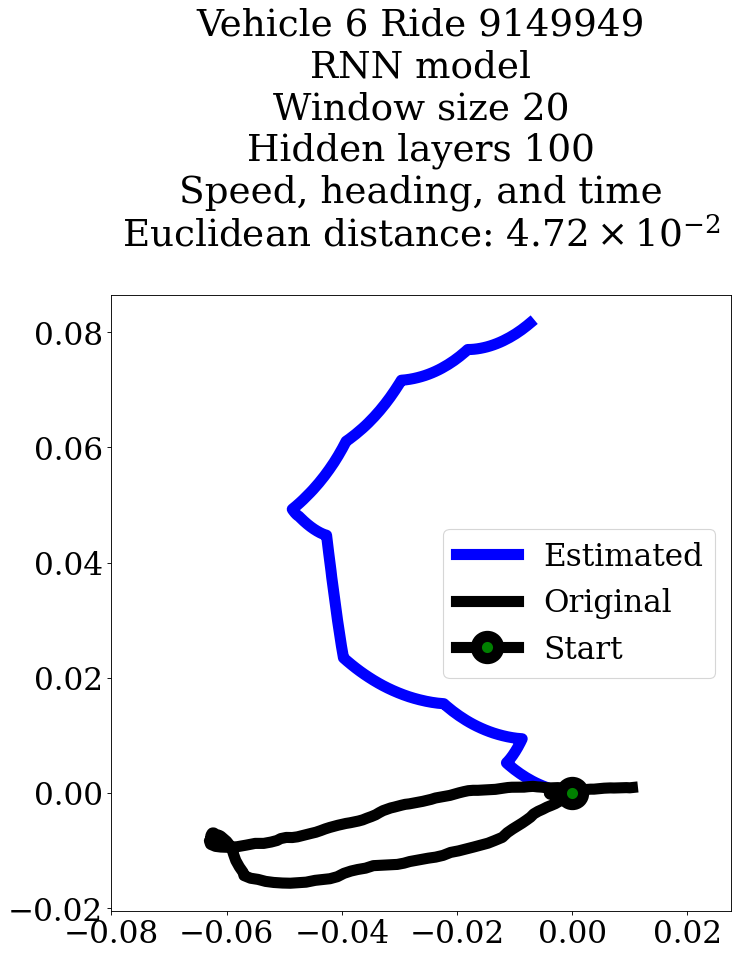 Vehicle 6 Ride 9149949
RNN model
Window size 20
Hidden layers 100
Speed, heading, and time
Euclidean distance: 4.72 × 10⁻²
0.08
0.06
0.04
0.02
0.00
−0.02
Estimated
Original
Start
−0.08 −0.06 −0.04 −0.02 0.00 0.02